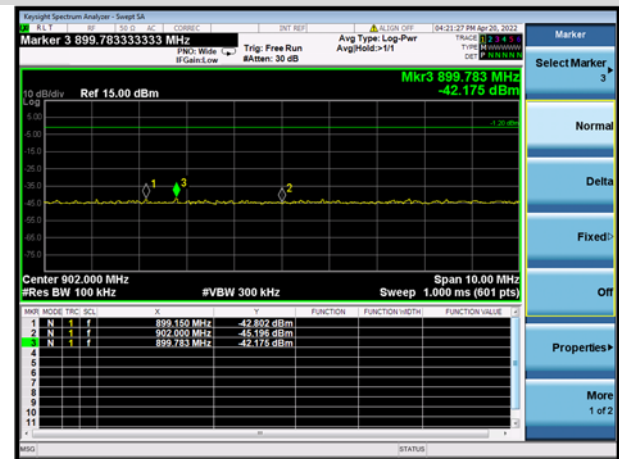 Keysight Spectrum Analyzer - Swept SA
RLT RF 50 Ω AC CORREC INT REF ALIGN OFF 04:21:27 PM Apr 20, 2022
Marker 3 899.783333333 MHz
PNO: Wide
IFGain:Low
Trig: Free Run
#Atten: 30 dB
Avg Type: Log-Pwr
Avg|Hold:>1/1
TRACE 1 2 3 4 5 6
TYPE MWWWWW
DET P NNNNN
Mkr3 899.783 MHz
-42.175 dBm
10 dB/div Ref 15.00 dBm
Log
5.00
-1.20 dBm
-5.00
-15.0
-25.0
-35.0
1
3
2
-45.0
-55.0
-65.0
-75.0
Center 902.000 MHz Span 10.00 MHz
#Res BW 100 kHz #VBW 300 kHz Sweep 1.000 ms (601 pts)
MKR MODE TRC SCL X Y FUNCTION FUNCTION WIDTH FUNCTION VALUE
1 N 1 f 899.150 MHz -42.802 dBm
2 N 1 f 902.000 MHz -45.196 dBm
3 N 1 f 899.783 MHz -42.175 dBm
4
5
6
7
8
9
10
11
MSG STATUS
Marker
Select Marker
3
Normal
Delta
Fixed
Off
Properties
More
1 of 2